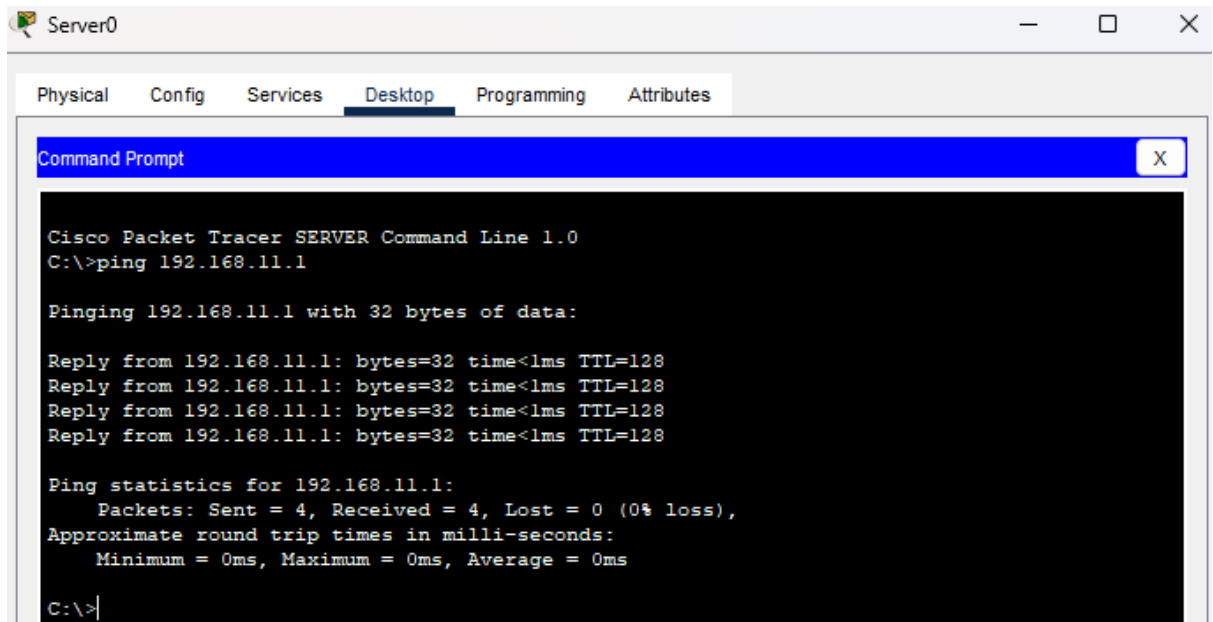 Server0
Physical Config Services Desktop Programming Attributes
Command Prompt
X
Cisco Packet Tracer SERVER Command Line 1.0
C:\>ping 192.168.11.1
Pinging 192.168.11.1 with 32 bytes of data:
Reply from 192.168.11.1: bytes=32 time<1ms TTL=128
Reply from 192.168.11.1: bytes=32 time<1ms TTL=128
Reply from 192.168.11.1: bytes=32 time<1ms TTL=128
Reply from 192.168.11.1: bytes=32 time<1ms TTL=128
Ping statistics for 192.168.11.1:
Packets: Sent = 4, Received = 4, Lost = 0 (0% loss),
Approximate round trip times in milli-seconds:
Minimum = 0ms, Maximum = 0ms, Average = 0ms
C:\>